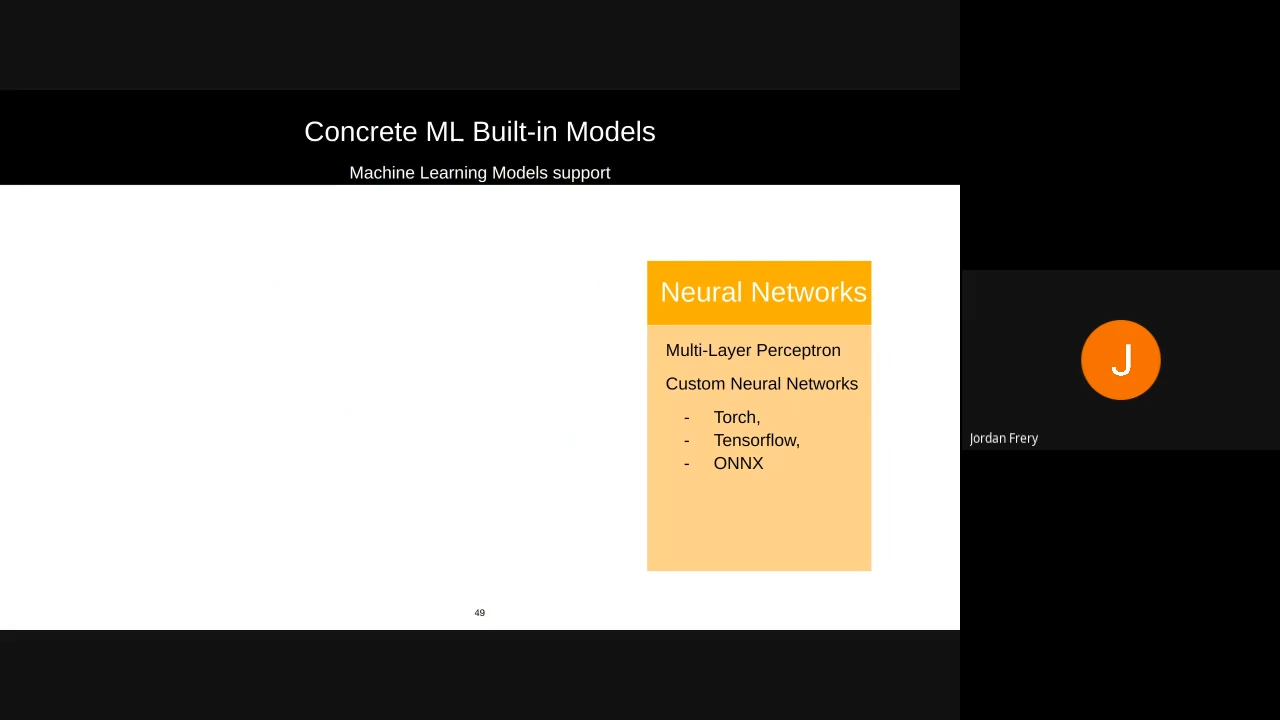 Concrete ML Built-in Models
Machine Learning Models support
Neural Networks
Multi-Layer Perceptron
Custom Neural Networks
- Torch,
- Tensorflow,
- ONNX
49
J
Jordan Frery